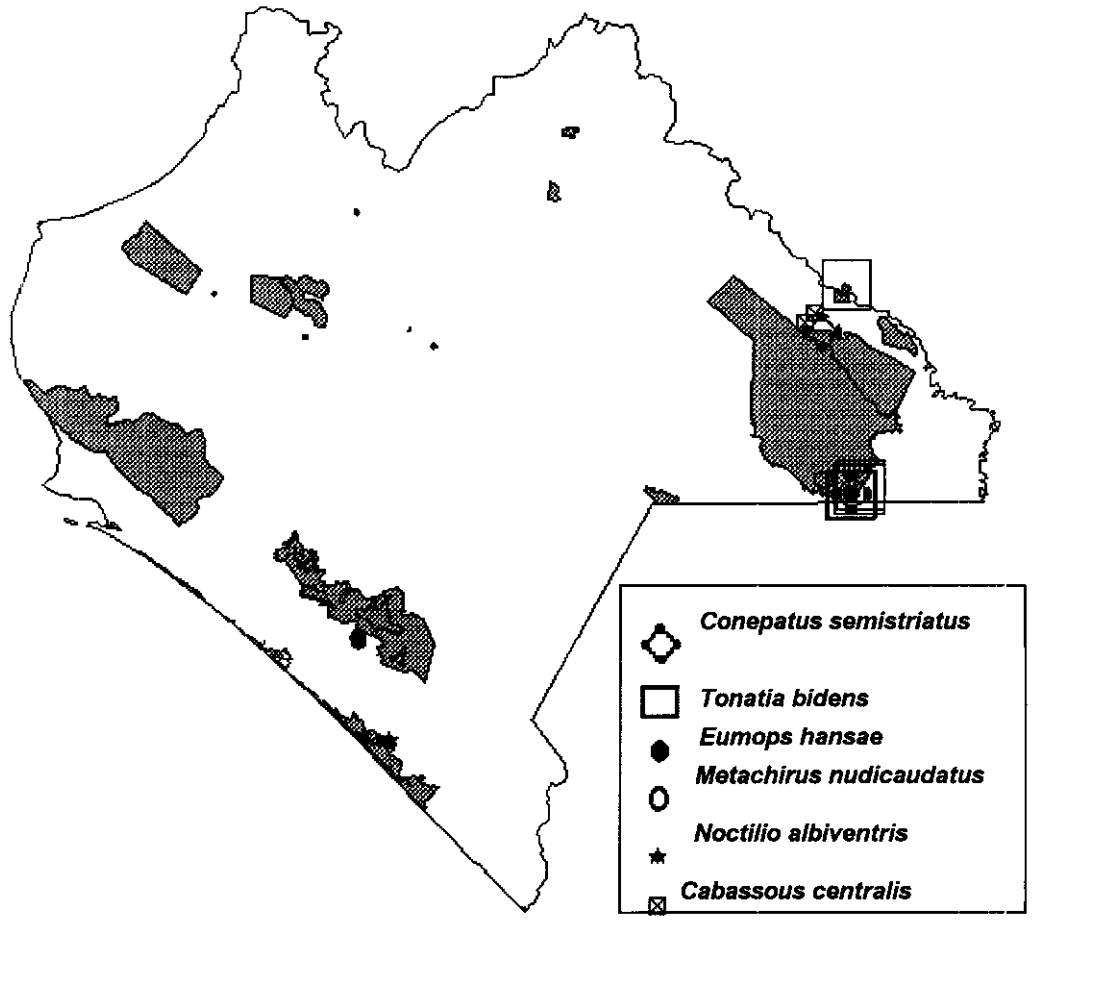 Conepatus semistriatus
Tonatia bidens
Eumops hansae
Metachirus nudicaudatus
Noctilio albiventris
Cabassous centralis